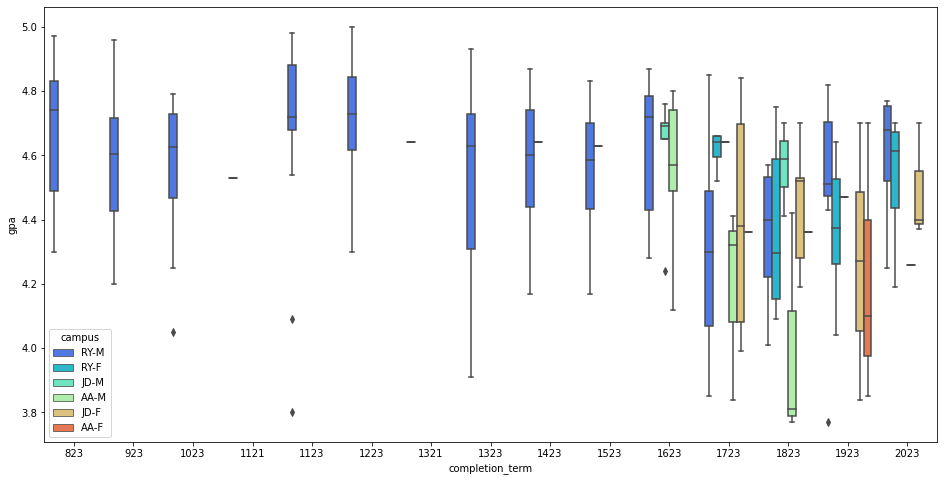 5.0
4.8
4.6
4.4
4.2
4.0
3.8
gpa
campus
RY-M
RY-F
JD-M
AA-M
JD-F
AA-F
823 923 1023 1121 1123 1223 1321 1323 1423 1523 1623 1723 1823 1923 2023
completion_term